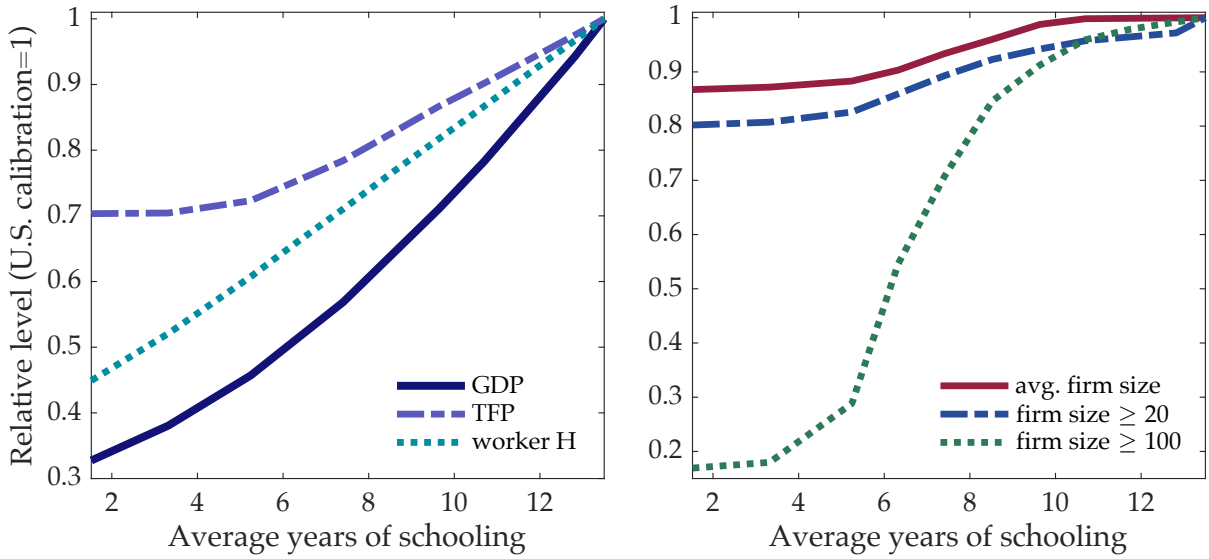 Relative level (U.S. calibration=1)
1
0.9
0.8
0.7
0.6
0.5
0.4
0.3
GDP
TFP
worker H
2 4 6 8 10 12
Average years of schooling
1
0.9
0.8
0.7
0.6
0.5
0.4
0.3
0.2
avg. firm size
firm size ≥ 20
firm size ≥ 100
2 4 6 8 10 12
Average years of schooling